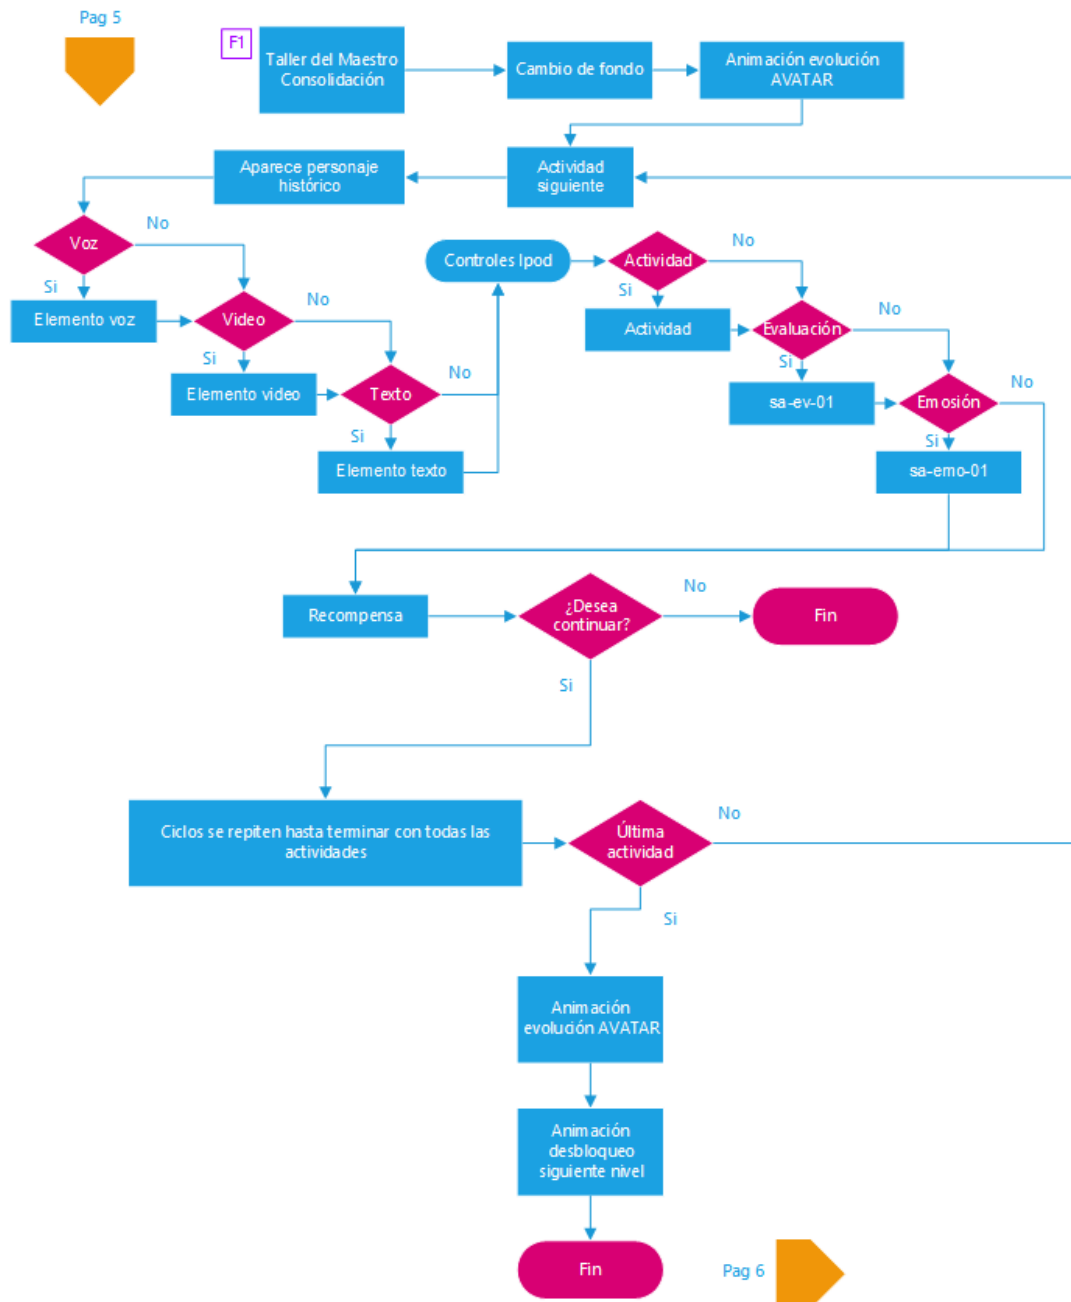 Pag 5
F1
Taller del Maestro
Consolidación
Cambio de fondo
Animación evolución
AVATAR
Aparece personaje
histórico
Actividad
siguiente
Voz
No
Si
Elemento voz
Video
No
Si
Elemento video
Texto
No
Si
Elemento texto
Controles Ipod
Actividad
No
Si
Actividad
Evaluación
No
Si
sa-ev-01
Emosión
No
Si
sa-emo-01
Recompensa
¿Desea
continuar?
No
Fin
Si
Ciclos se repiten hasta terminar con todas las
actividades
Última
actividad
No
Si
Animación
evolución AVATAR
Animación
desbloqueo
siguiente nivel
Fin
Pag 6